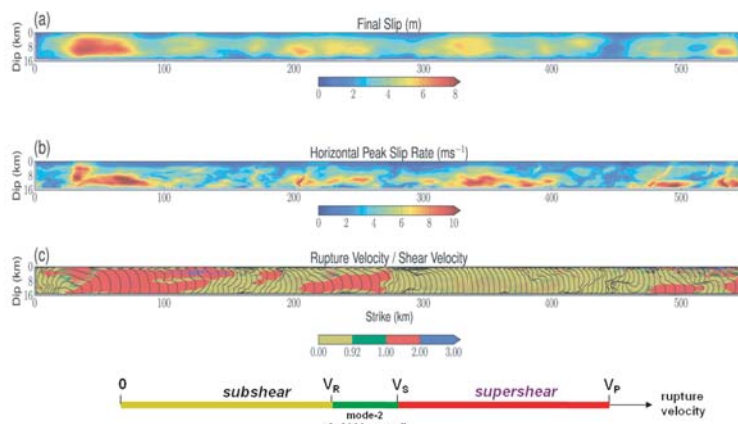 (a) Final Slip (m)
Dip (km)
0
8
16
0 100 200 300 400 500
0 2 4 6 8
(b) Horizontal Peak Slip Rate (ms⁻¹)
Dip (km)
0
8
16
0 100 200 300 400 500
0 2 4 6 8 10
(c) Rupture Velocity / Shear Velocity
Dip (km)
0
8
16
0 100 200 300 400 500
Strike (km)
0.00 0.92 1.00 2.00 3.00
0 VR VS VP
subshear supershear
rupture
velocity
mode-2